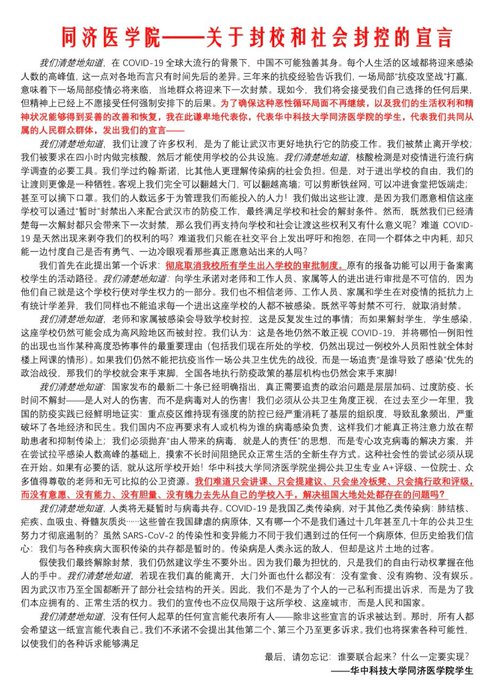 同济医学院——关于封校和社会封控的宣言
我们清楚地知道，在 COVID-19 全球大流行的背景下，中国不可能独善其身。每个人生活的区域都将迎来感染
人数的高峰值，这一点对各地而言只有时间先后的差异。三年来的抗疫经验告诉我们，一场局部“抗疫攻坚战”打赢，
意味着下一场局部疫情必将来临，当地群众将迎来下一次封禁。现如今，我们将会接受我们自己选择的任何后果，
但精神上已经上不愿接受任何强制安排下的后果。为了确保这种恶性循环局面不再继续，以及我们的生活权利和精
神状况能够得到妥善的改善和恢复，我在此谦卑地代表你，代表华中科技大学同济医学院的学生，代表我们共同从
属的人民群众群体，发出我们的宣言——
我们清楚地知道，我们让渡了许多权利，是为了能让武汉市更好地执行它的防疫工作。我们被禁止离开学校；
我们被要求在四小时内做完核酸，然后才能使用学校的公共设施。我们清楚地知道，核酸检测是对疫情进行流行病
学调查的必要工具。我们学过约翰·斯诺，比其他人更理解传染病的社会负担。但是，对于进出学校的自由，我们的
让渡则更像是一种牺牲。客观上我们完全可以翻越大门、可以翻越高墙；可以剪断铁丝网、可以冲进食堂把饭端走；
甚至可以摘下口罩。我们的人数远多于为管理我们而能投入的人力！我们做出这些让渡，是因为我们愿意相信这座
学校可以通过“暂时”封禁出入来配合武汉市的防疫工作，最终满足学校和社会的解封条件。然而，既然我们已经清
楚每一次解封都只会带来下一次封禁，那么我们再支持向学校和社会让渡这些权利又有什么意义呢？难道 COVID-
19 是天然出现来剥夺我们的权利的吗？难道我们只能在社交平台上发出呼吁和抱怨，在同一个群体之中内耗，却只
能一边忖度自己是否有勇气、一边冷眼观看那些真正愿意站出来的人吗？
我们首先在此提出第一个诉求：彻底取消我校所有学生出入学校的审批制度。原有的报备功能可以用于备案离
校学生的活动路径。我们清楚地知道：向学生承诺对老师和工作人员、家属等人的进出进行审批是不可信的，因为
他们自己就是这个学校行使对学生权力的一部分。我们也不相信老师、工作人员、家属和学生在对疫情的抵抗力上
有统计学差异，我们同样也不能追求每一个进出这座学校的人都不被感染。既然平等封禁不可行，就取消封禁。
我们清楚地知道，老师和家属被感染会导致封控，这是反复发生过的事情；而如果解封学生，学生感染，
这座学校仍然可能会成为高风险地区而被封控。我们认为：这是各地仍然不敢正视 COVID-19，并将哪怕一例阳性
的出现也当作某种高度恐怖事件的最重要理由（包括我们现在所处的学校，仍然出现过一例校外人员阳性就全体封
楼上网课的情形）。如果我们仍然不能把抗疫当作一场公共卫生优先的战役，而是一场追责“是谁导致了感染”优先的
政治战役，那我们的学校就会束手束脚，全国各地执行防疫政策的基层机构也仍然会束手束脚！
我们清楚地知道：国家发布的最新二十条已经明确指出，真正需要追责的政治问题是层层加码、过度防疫、长
时间不解封——是人对人的伤害，而不是病毒对人的伤害！我们必须从公共卫生角度正视，在过去至少一年里，我
国的防疫实践已经鲜明地证实：重点疫区维持现有强度的防控已经严重消耗了基层的组织度，导致乱象频出，严重
破坏了各地经济和民生。我们国内不应再要求有人或机构为谁的病毒感染负责，这样我们才能真正将注意力放在帮
助患者和抑制传染上；我们必须抛弃“由人带来的病毒，就是人的责任”的思想，而是专心攻克病毒的解决方案，并
在尝试拉平感染人数高峰的基础上，摸索不长时间阻绝民众正常生活的全新生存方式。这种社会性的尝试必须从现
在开始。如果有必要的话，就从这所学校开始！华中科技大学同济医学院坐拥公共卫生专业 A+评级、一位院士、众
多值得尊敬的老师和无可比拟的公卫资源。我们难道只会讲课、只会提建议、只会坐冷板凳、只会搞行政和评级，
而没有意愿、没有能力、没有胆量、没有魄力去先从自己的学校入手，解决祖国大地处处都存在的问题吗？
我们清楚地知道，人类将无疑暂时与病毒共存。COVID-19 是我国乙类传染病，对于其他乙类传染病：肺结核、
疟疾、血吸虫、脊髓灰质炎……这些曾在我国肆虐的病原体，又有哪一个不是我们通过十几年甚至几十年的公共卫生
努力才彻底遏制的？虽然 SARS-CoV-2 的传染性和变异能力不同于我们遇到过的任何一个病原体，但历史给我们信
心：我们与各种疾病大面积传染的共存都是暂时的。传染病是人类永远的敌人，但却是这片土地的过客。
假使我们最终解除封禁，我们仍然建议学生不要外出。因为我们最为担忧的，只是我们的自由行动权掌握在他
人的手中。我们清楚地知道，若现在我们真的能离开，大门外面也什么都没有：没有堂食、没有购物、没有娱乐。
因为武汉市乃至全国都断开了部分社会结构的开关。因此，我们不是为了个人的一己私利而提出诉求，而是为了我
们本应拥有的、正常生活的权力。我们的宣传也不应仅局限于这所学校、这座城市，而是人民和国家。
我们清楚地知道，没有任何人起草的任何宣言能代表所有人——除非这些宣言的诉求被达到。那时，所有人都
会希望这一纸宣言能代表自己。我们不承诺不会提出其他第二个、第三个乃至更多诉求。我们也将探索各种可能性，
以使我们的各种诉求能够满足
最后，请勿忘记：谁要联合起来？什么一定要实现？
——华中科技大学同济医学院学生